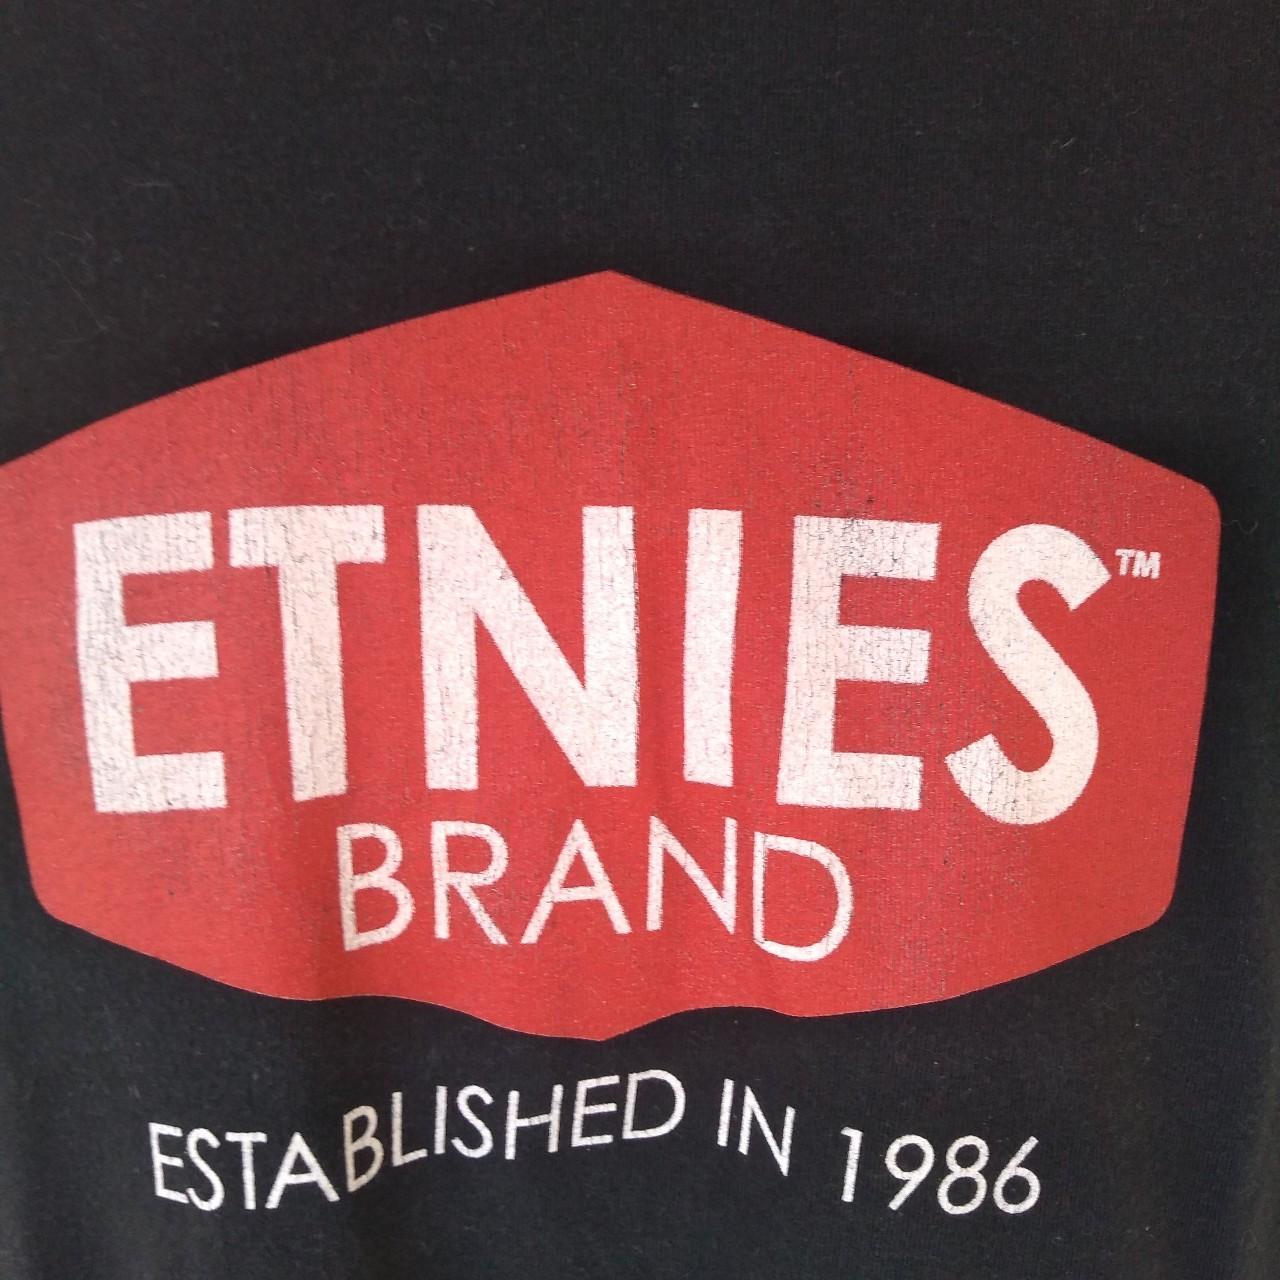 ETNIES™
BRAND
ESTABLISHED IN 1986